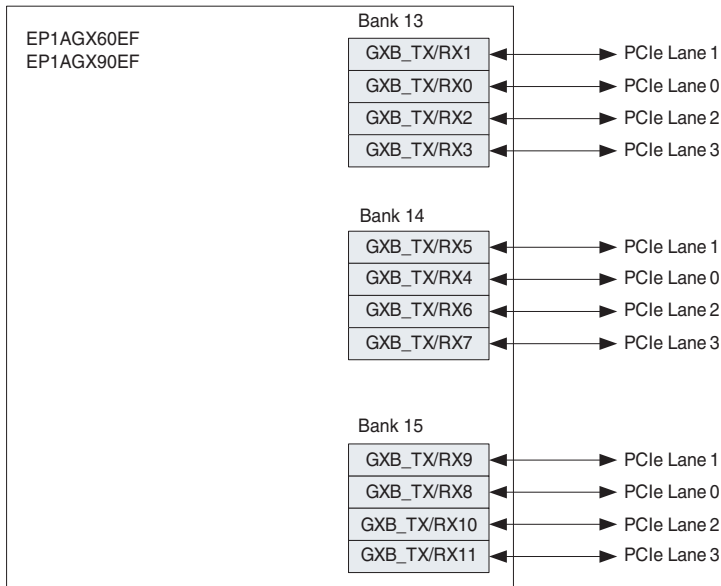 EP1AGX60EF
EP1AGX90EF
Bank 13
GXB_TX/RX1 PCIe Lane 1
GXB_TX/RX0 PCIe Lane 0
GXB_TX/RX2 PCIe Lane 2
GXB_TX/RX3 PCIe Lane 3
Bank 14
GXB_TX/RX5 PCIe Lane 1
GXB_TX/RX4 PCIe Lane 0
GXB_TX/RX6 PCIe Lane 2
GXB_TX/RX7 PCIe Lane 3
Bank 15
GXB_TX/RX9 PCIe Lane 1
GXB_TX/RX8 PCIe Lane 0
GXB_TX/RX10 PCIe Lane 2
GXB_TX/RX11 PCIe Lane 3